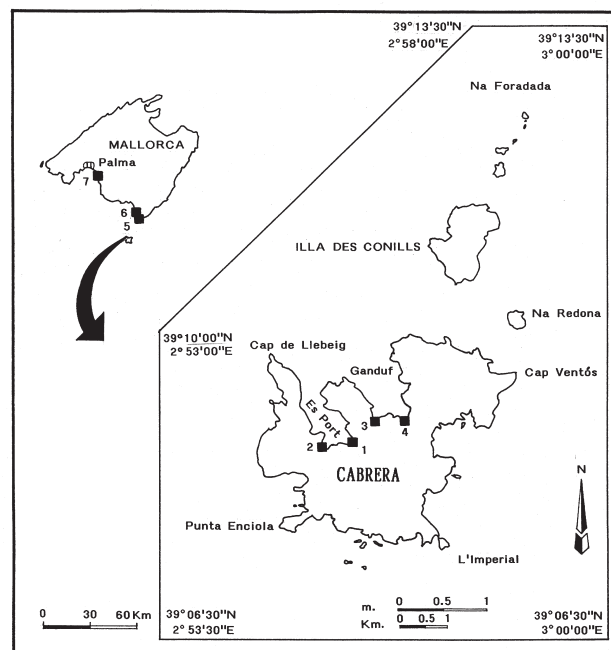 39°13'30"N
2°58'00"E
39°13'30"N
3°00'00"E
Na Foradada
MALLORCA
Palma
7
6
5
ILLA DES CONILLS
Na Redona
39°10'00"N
2°53'00"E
Cap de Llebeig
Ganduf
Cap Ventós
Es Port
3
4
2
1
CABRERA
N
Punta Enciola
L'Imperial
0 30 60 Km
39°06'30"N
2°53'30"E
m. 0 0.5 1
Km. 0 0.5 1
39°06'30"N
3°00'00"E